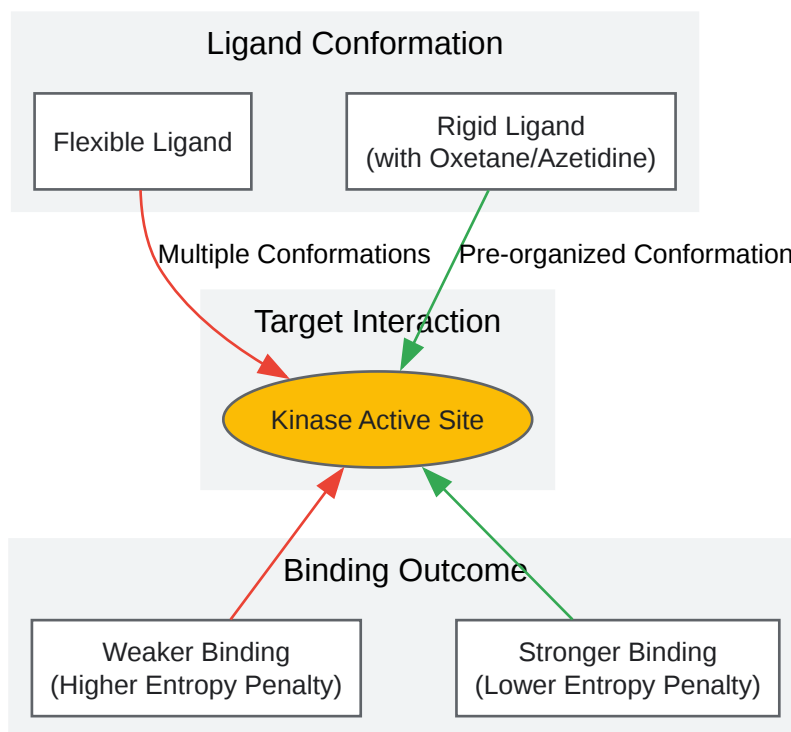 Ligand Conformation
Flexible Ligand
Rigid Ligand
(with Oxetane/Azetidine)
Multiple Conformations
Pre-organized Conformation
Target Interaction
Kinase Active Site
Binding Outcome
Weaker Binding
(Higher Entropy Penalty)
Stronger Binding
(Lower Entropy Penalty)